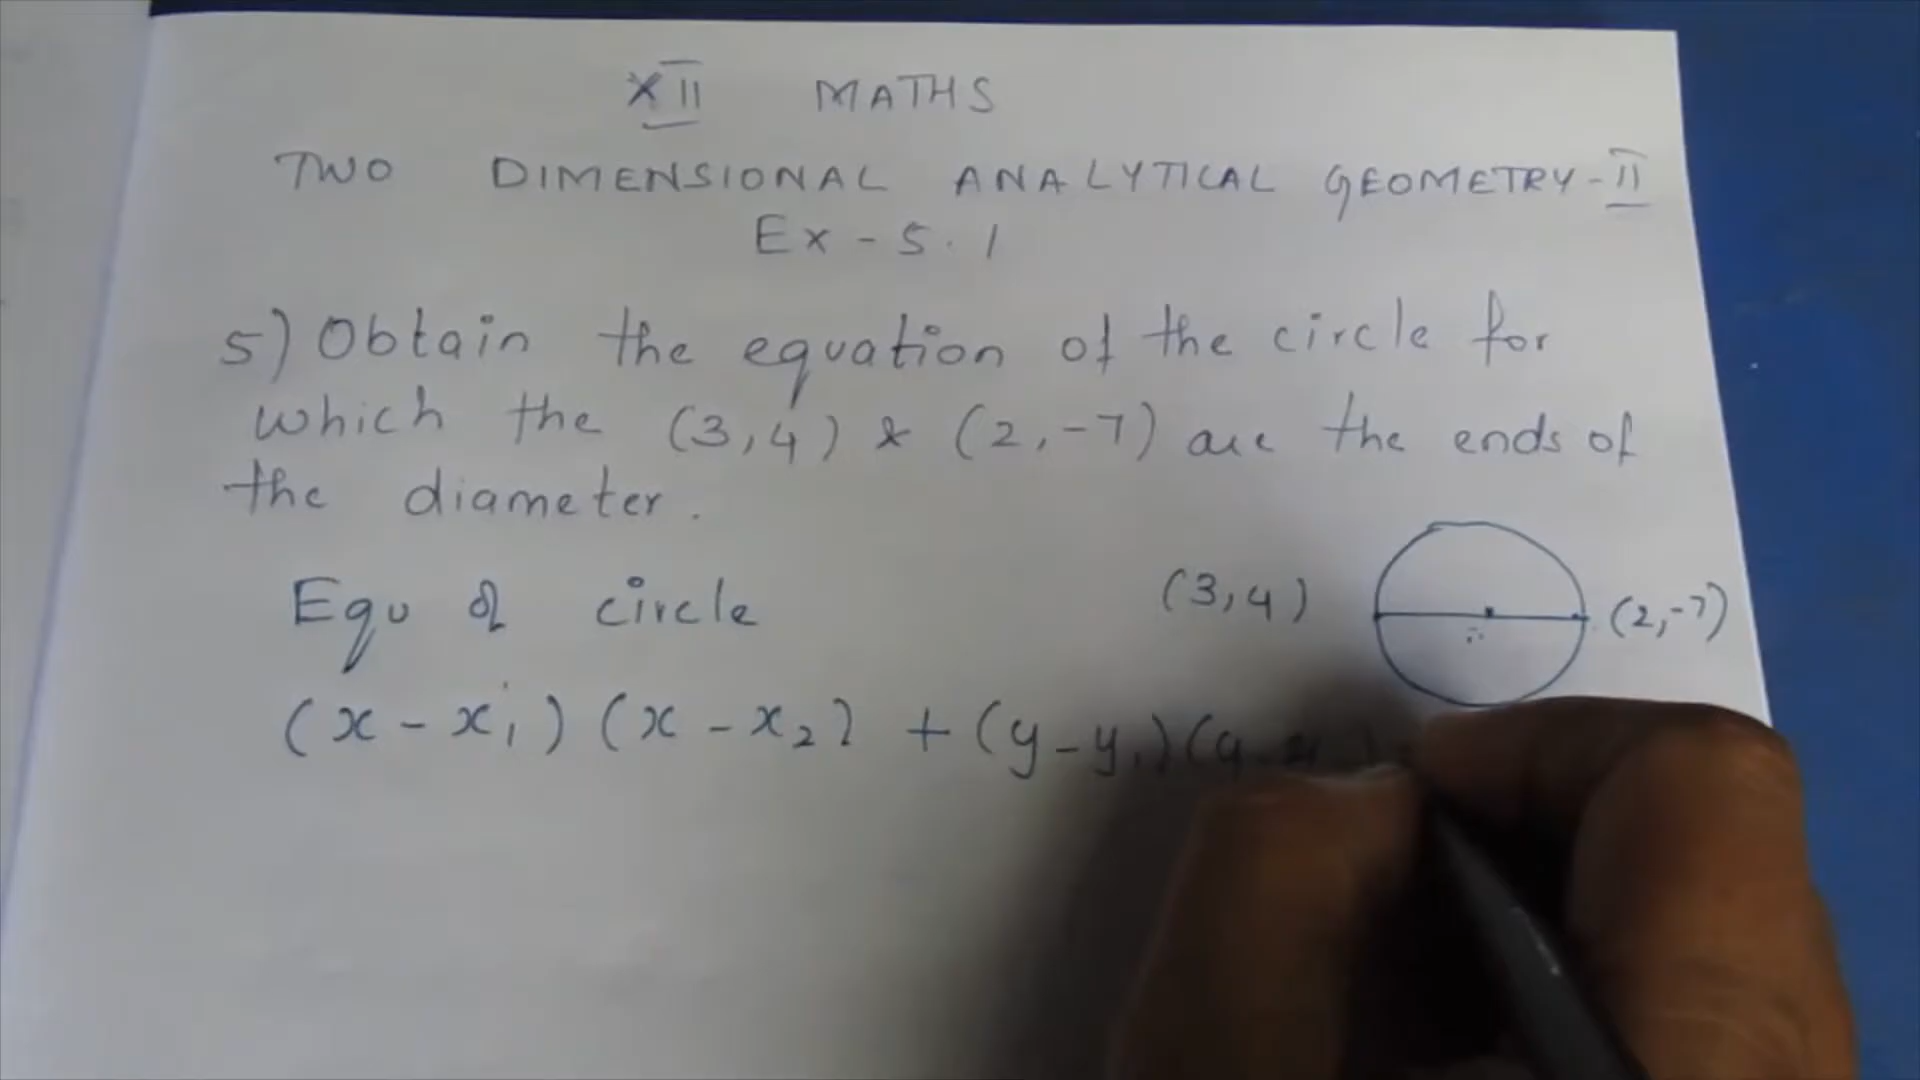 XII MATHS
TWO DIMENSIONAL ANALYTICAL GEOMETRY-II
Ex-5.1
5) Obtain the equation of the circle for
which the (3,4) & (2,-7) are the ends of
the diameter.
Equ of circle
(3,4)
(2,-7)
(x-x₁)(x-x₂) + (y-y₁)(y